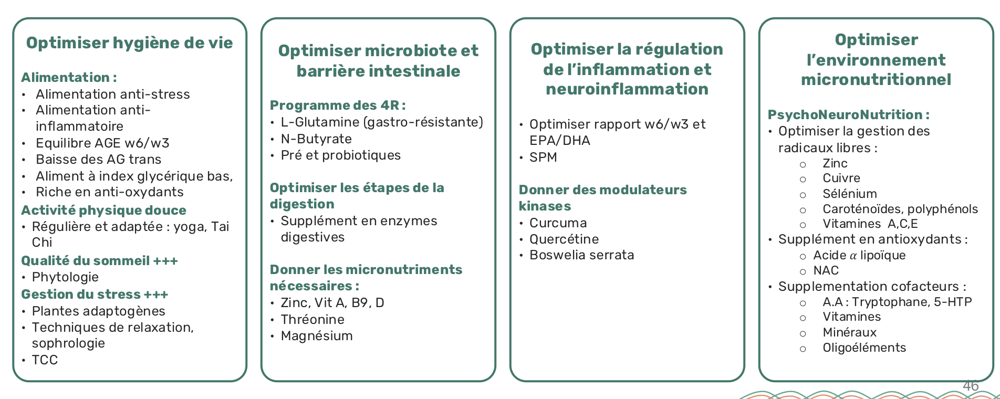 Optimiser hygiène de vie
Alimentation :
• Alimentation anti-stress
• Alimentation anti-
inflammatoire
• Equilibre AGE w6/w3
• Baisse des AG trans
• Aliment à index glycérique bas,
• Riche en anti-oxydants
Activité physique douce
• Régulière et adaptée : yoga, Tai
Chi
Qualité du sommeil +++
• Phytologie
Gestion du stress +++
• Plantes adaptogènes
• Techniques de relaxation,
sophrologie
• TCC
Optimiser microbiote et
barrière intestinale
Programme des 4R :
• L-Glutamine (gastro-résistante)
• N-Butyrate
• Pré et probiotiques
Optimiser les étapes de la
digestion
• Supplément en enzymes
digestives
Donner les micronutriments
nécessaires :
• Zinc, Vit A, B9, D
• Thréonine
• Magnésium
Optimiser la régulation
de l’inflammation et
neuroinflammation
• Optimiser rapport w6/w3 et
EPA/DHA
• SPM
Donner des modulateurs
kinases
• Curcuma
• Quercétine
• Boswelia serrata
Optimiser
l’environnement
micronutritionnel
PsychoNeuroNutrition :
• Optimiser la gestion des
radicaux libres :
○ Zinc
○ Cuivre
○ Sélénium
○ Caroténoïdes, polyphénols
○ Vitamines A,C,E
• Supplément en antioxydants :
○ Acide α lipoïque
○ NAC
• Supplementation cofacteurs :
○ A.A : Tryptophane, 5-HTP
○ Vitamines
○ Minéraux
○ Oligoéléments
46